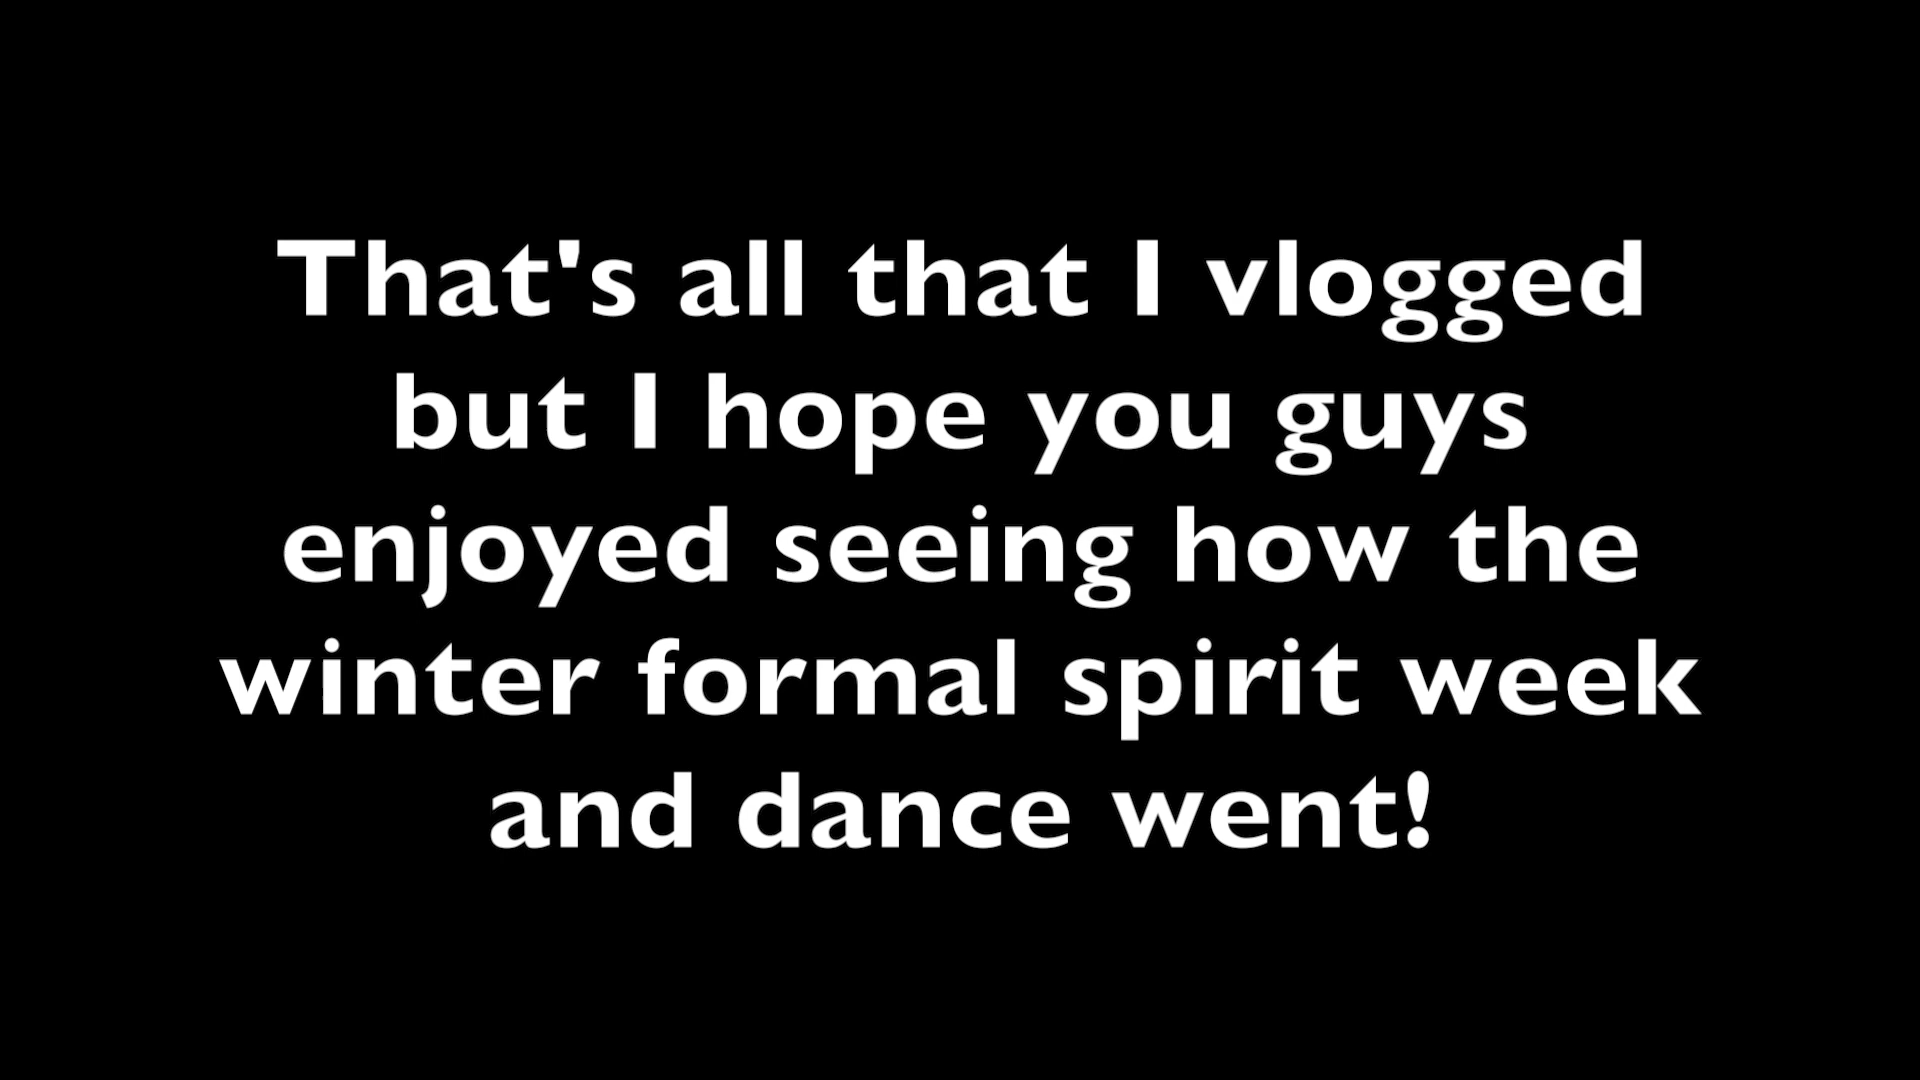 That's all that I vlogged
but I hope you guys
enjoyed seeing how the
winter formal spirit week
and dance went!